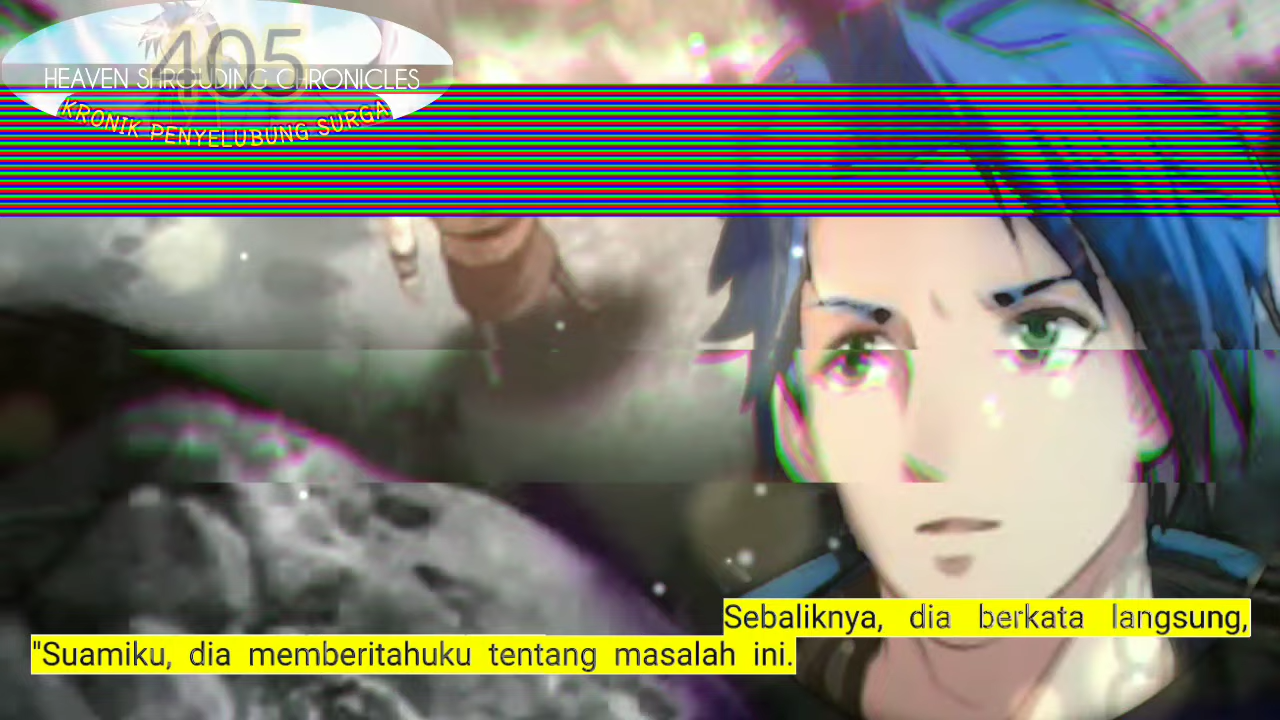 405
HEAVEN SHROUDING CHRONICLES
KRONIK PENYELUBUNG SURGA
Sebaliknya, dia berkata langsung,
"Suamiku, dia memberitahuku tentang masalah ini.